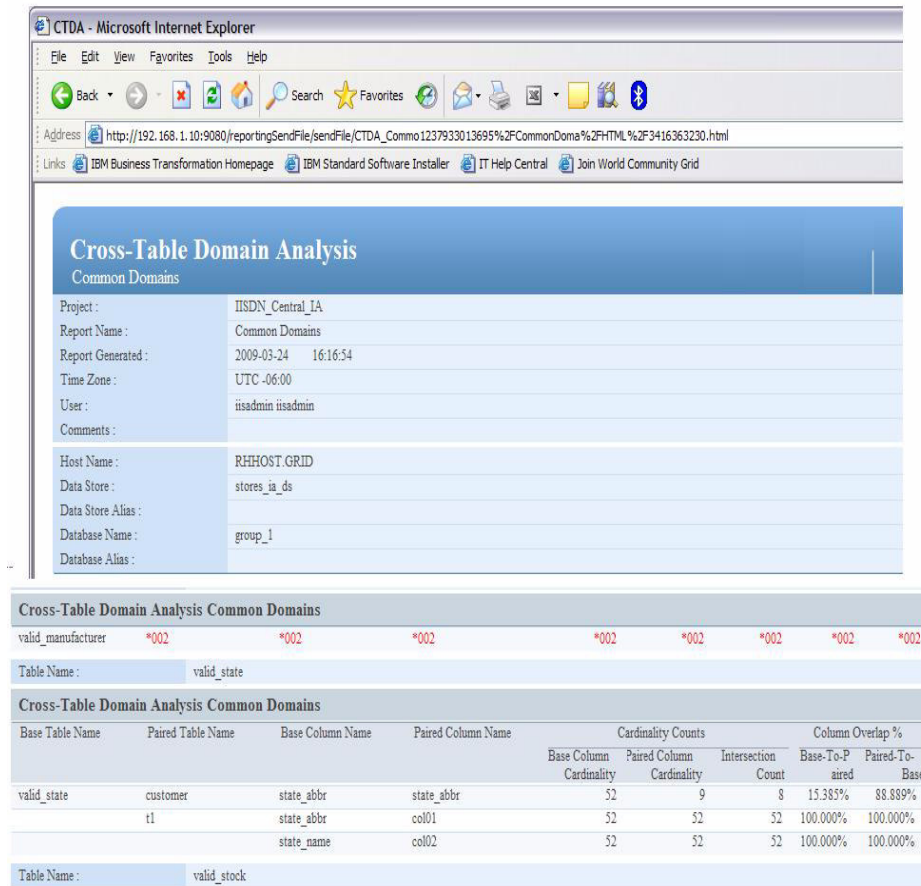 CTDA - Microsoft Internet Explorer
File Edit View Favorites Tools Help
Back Search Favorites
Address http://192.168.1.10:9080/reportingSendFile/sendFile/CTDA_Commo1237933013695%2FCommonDoma%2FHTML%2F3416363230.html
Links IBM Business Transformation Homepage IBM Standard Software Installer IT Help Central Join World Community Grid
Cross-Table Domain Analysis
Common Domains
Project : IISDN_Central_IA
Report Name : Common Domains
Report Generated : 2009-03-24 16:16:54
Time Zone : UTC -06:00
User : iisadmin iisadmin
Comments :
Host Name : RHHOST.GRID
Data Store : stores_ia_ds
Data Store Alias :
Database Name : group_1
Database Alias :
Cross-Table Domain Analysis Common Domains
valid_manufacturer *002 *002 *002 *002 *002 *002 *002 *002
Table Name : valid_state
Cross-Table Domain Analysis Common Domains
Base Table Name Paired Table Name Base Column Name Paired Column Name Cardinality Counts Column Overlap %
Base Column Paired Column Intersection Base-To-P Paired-To-
Cardinality Cardinality Count aired Base
valid_state customer state_abbr state_abbr 52 9 8 15.385% 88.889%
t1 state_abbr col01 52 52 52 100.000% 100.000%
state_name col02 52 52 52 100.000% 100.000%
Table Name : valid_stock